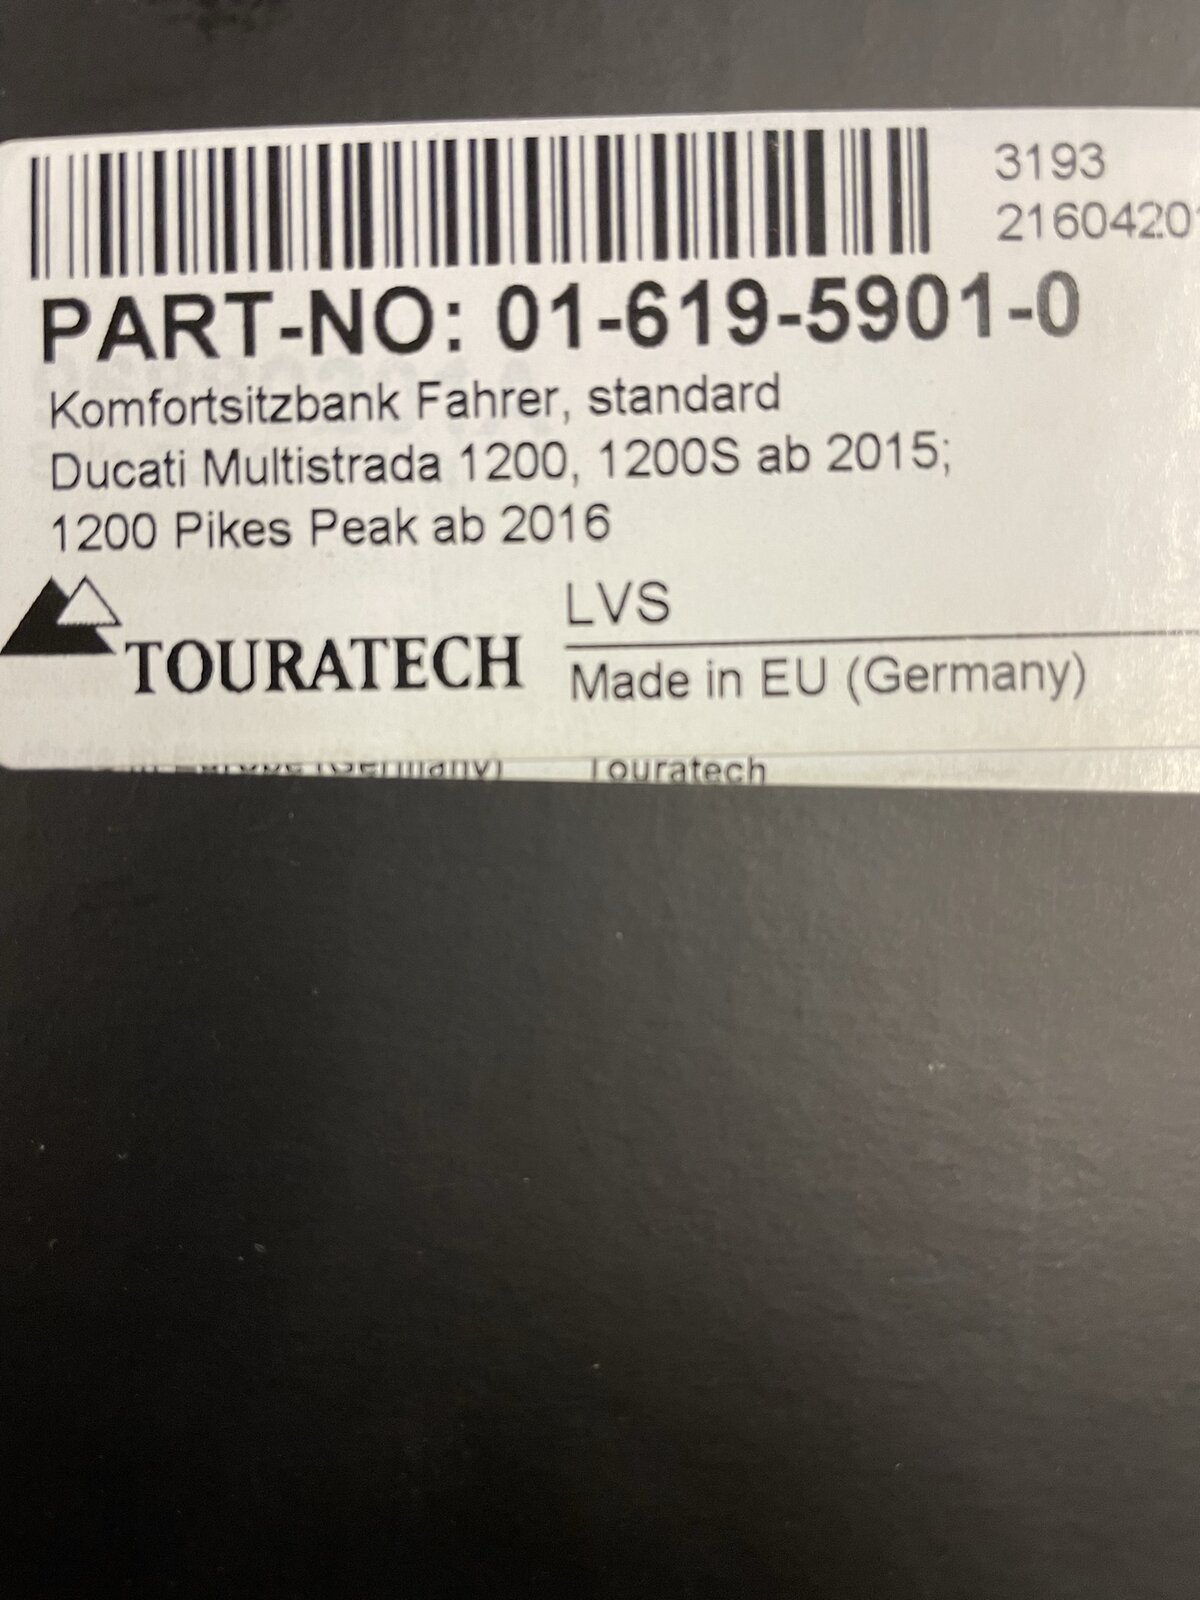 3193
PART-NO: 01-619-5901-0
Komfortsitzbank Fahrer, standard
Ducati Multistrada 1200, 1200S ab 2015;
1200 Pikes Peak ab 2016
LVS
TOURATECH
Made in EU (Germany)
Touratech